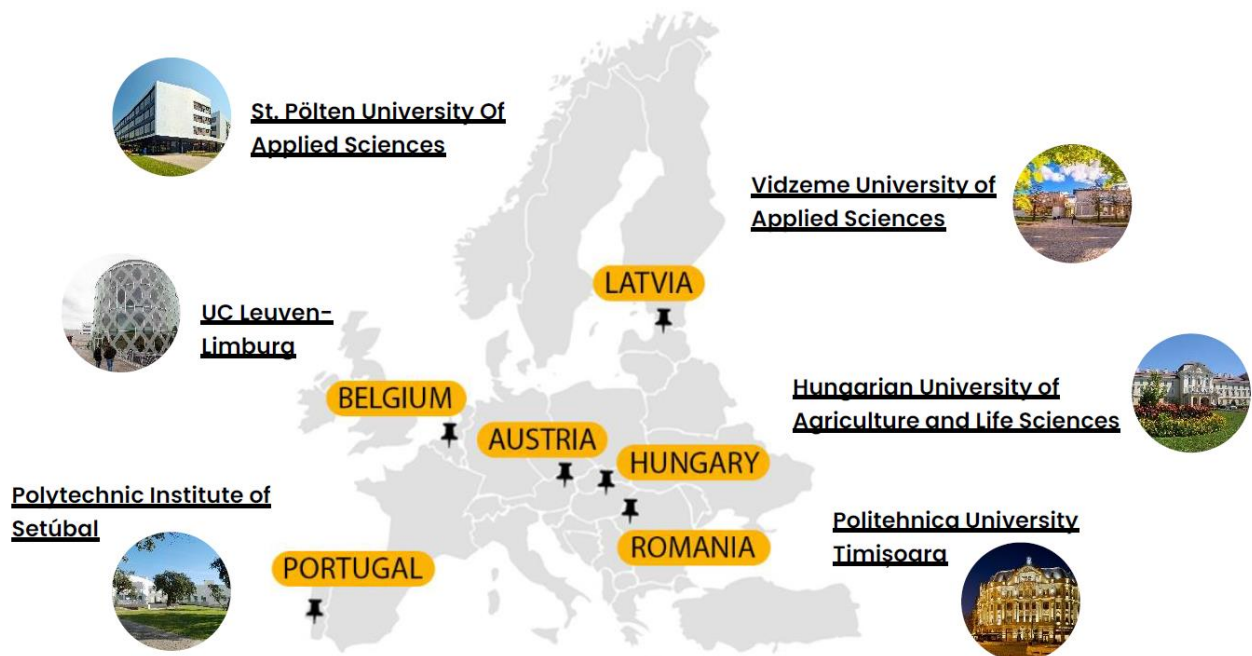 St. Pölten University Of
Applied Sciences
Vidzeme University of
Applied Sciences
LATVIA
UC Leuven-
Limburg
BELGIUM
Hungarian University of
Agriculture and Life Sciences
AUSTRIA
HUNGARY
Polytechnic Institute of
Setúbal
Politehnica University
Timișoara
ROMANIA
PORTUGAL